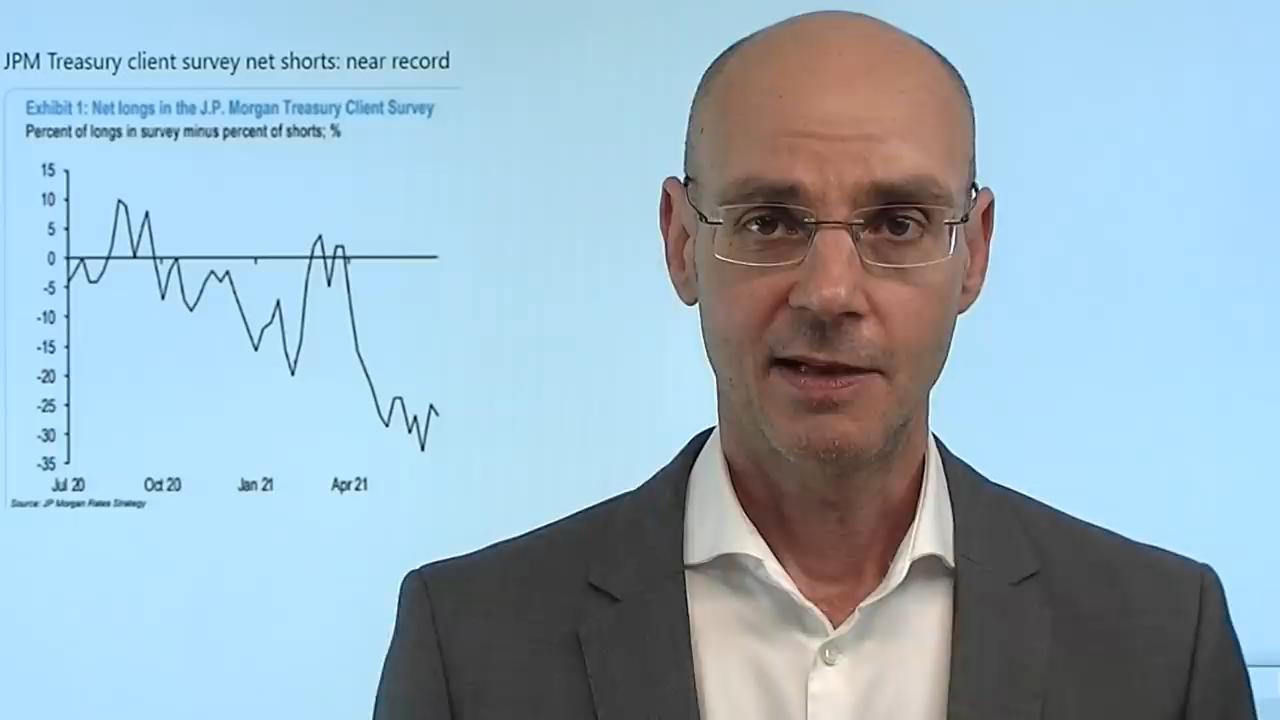 JPM Treasury client survey net shorts: near record
Exhibit 1: Net longs in the J.P. Morgan Treasury Client Survey
Percent of longs in survey minus percent of shorts; %
15
10
5
0
-5
-10
-15
-20
-25
-30
-35
Jul 20 Oct 20 Jan 21 Apr 21
Source: JP Morgan Rates Strategy